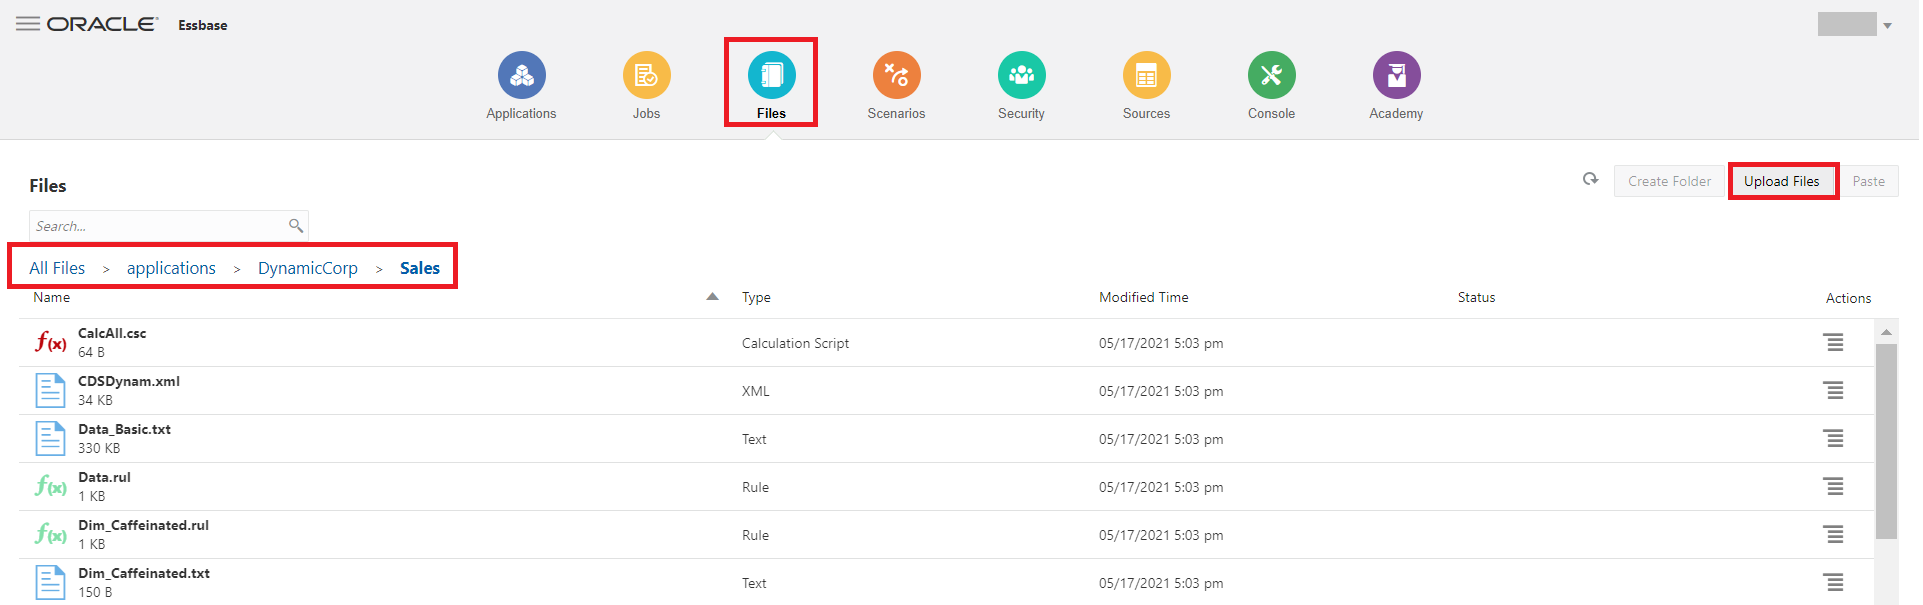 ORACLE Essbase
Applications Jobs Files Scenarios Security Sources Console Academy
Files
Create Folder Upload Files Paste
Search...
All Files > applications > DynamicCorp > Sales
Name Type Modified Time Status Actions
f(x) CalcAll.csc
64 B
Calculation Script 05/17/2021 5:03 pm
CDSDynam.xml
34 KB
XML 05/17/2021 5:03 pm
Data_Basic.txt
330 KB
Text 05/17/2021 5:03 pm
f(x) Data.rul
1 KB
Rule 05/17/2021 5:03 pm
f(x) Dim_Caffeinated.rul
1 KB
Rule 05/17/2021 5:03 pm
Dim_Caffeinated.txt
150 B
Text 05/17/2021 5:03 pm